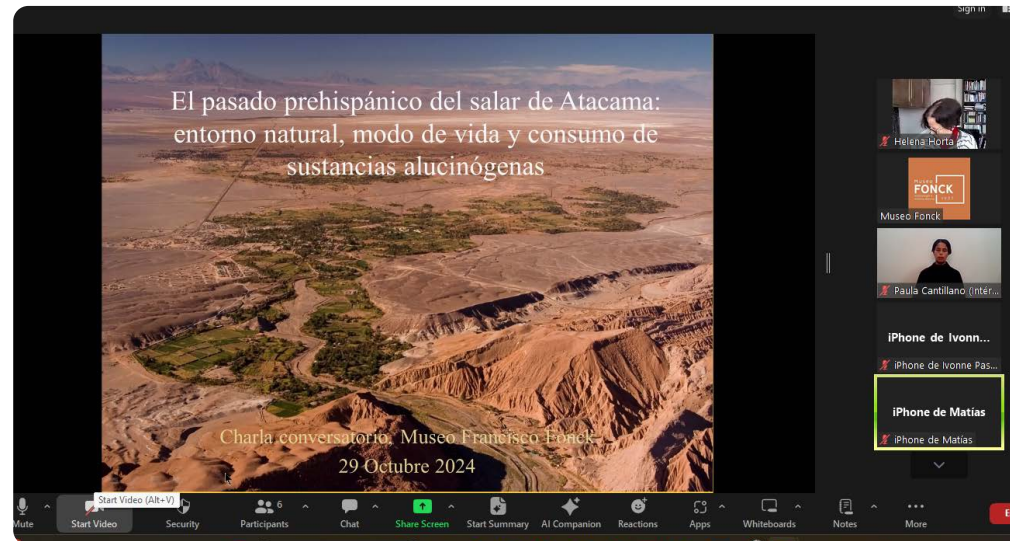 Sign in
El pasado prehispánico del salar de Atacama:
entorno natural, modo de vida y consumo de
sustancias alucinógenas
Charla conversatorio. Museo Francisco Fonck
29 Octubre 2024
Helena Horta
MUSEO
FONCK
Museo Fonck
Paula Cantillano (intér...
iPhone de Ivonn...
iPhone de Ivonne Pas...
iPhone de Matías
iPhone de Matías
Start Video (Alt+V)
6
Mute
Start Video
Security
Participants
Chat
Share Screen
Start Summary
AI Companion
Reactions
Apps
Whiteboards
Notes
More